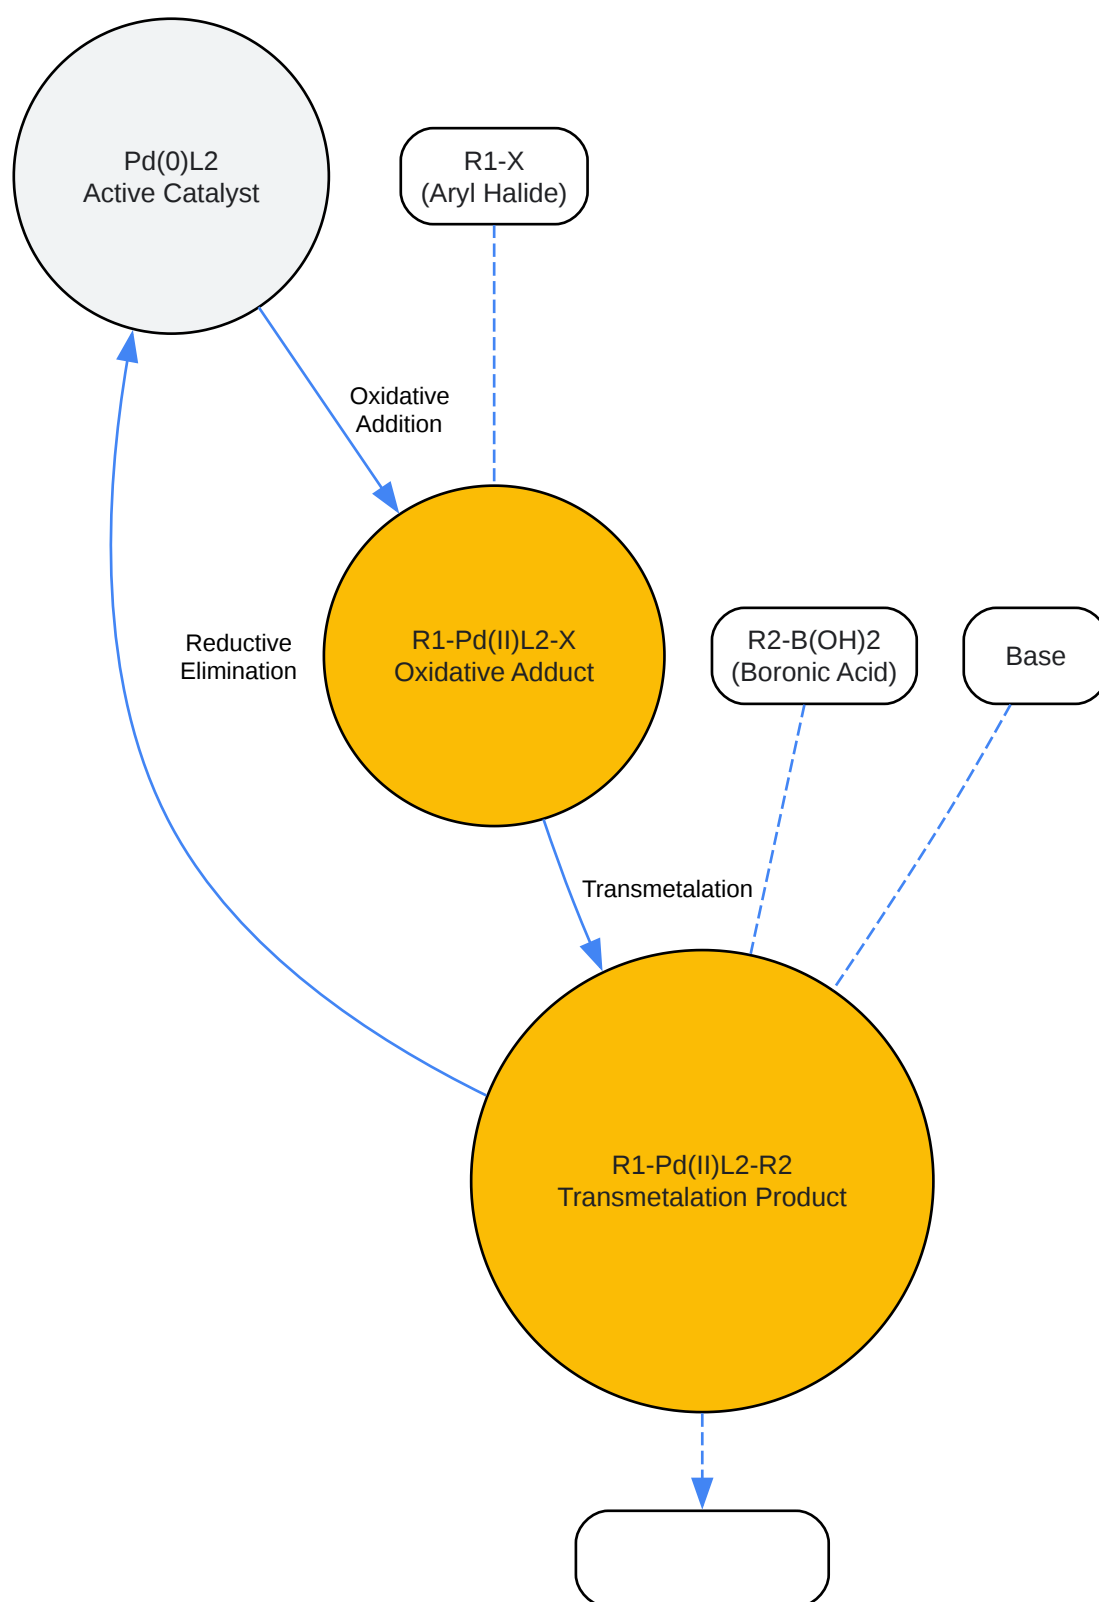 Pd(0)L2
Active Catalyst
R1-X
(Aryl Halide)
Oxidative
Addition
Reductive
Elimination
R1-Pd(II)L2-X
Oxidative Adduct
R2-B(OH)2
(Boronic Acid)
Base
Transmetalation
R1-Pd(II)L2-R2
Transmetalation Product